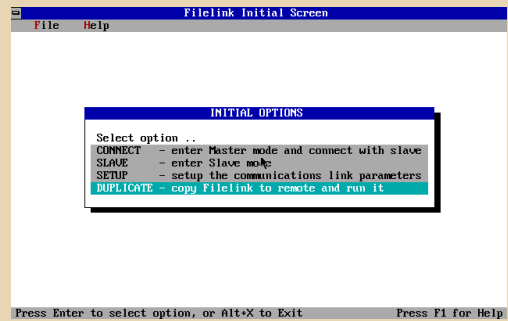 Filelink Initial Screen
File Help
INITIAL OPTIONS
Select option ..
CONNECT - enter Master mode and connect with slave
SLAVE - enter Slave mode
SETUP - setup the communications link parameters
DUPLICATE - copy Filelink to remote and run it
Press Enter to select option, or Alt+X to Exit Press F1 for Help